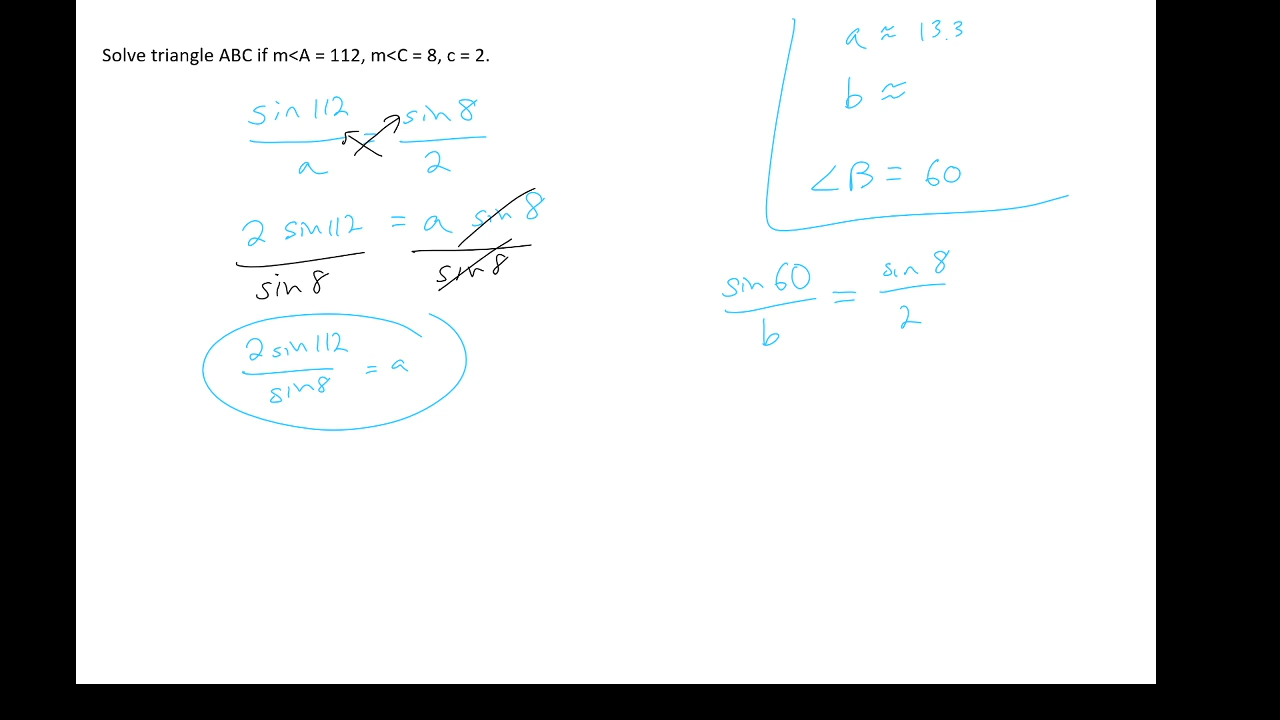 Solve triangle ABC if m<A = 112, m<C = 8, c = 2.
sin 112 / a = sin 8 / 2
2 sin 112 = a sin 8
sin 8 sin 8
2 sin 112 / sin 8 = a
a ≈ 13.3
b ≈
∠B = 60
sin 60 / b = sin 8 / 2